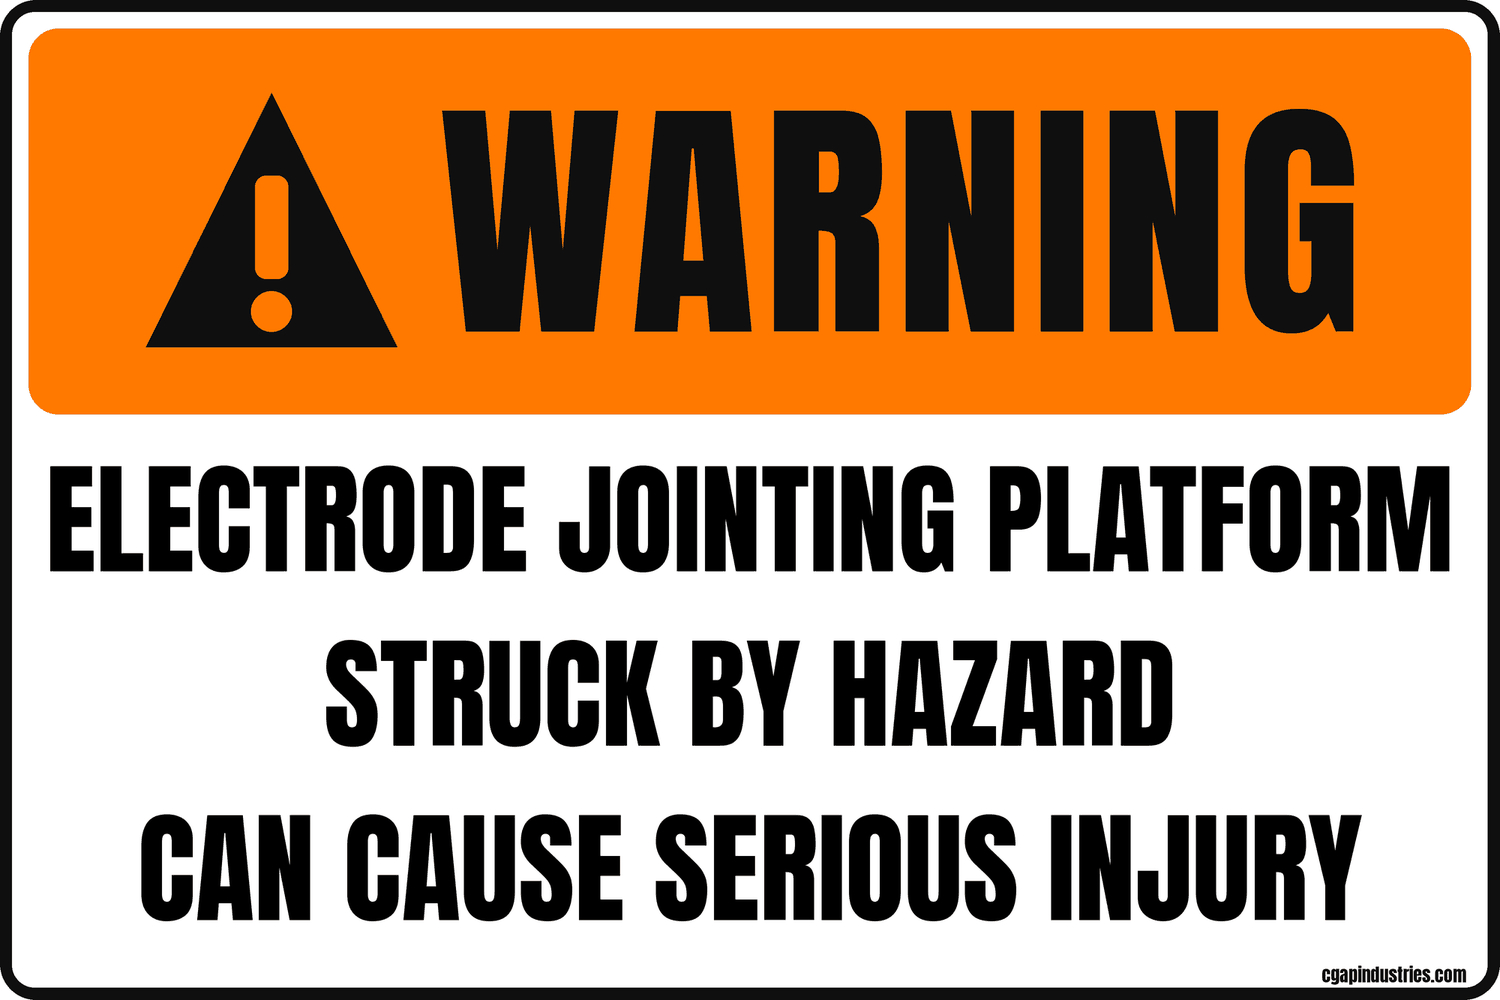 WARNING
ELECTRODE JOINTING PLATFORM
STRUCK BY HAZARD
CAN CAUSE SERIOUS INJURY
cgapindustries.com